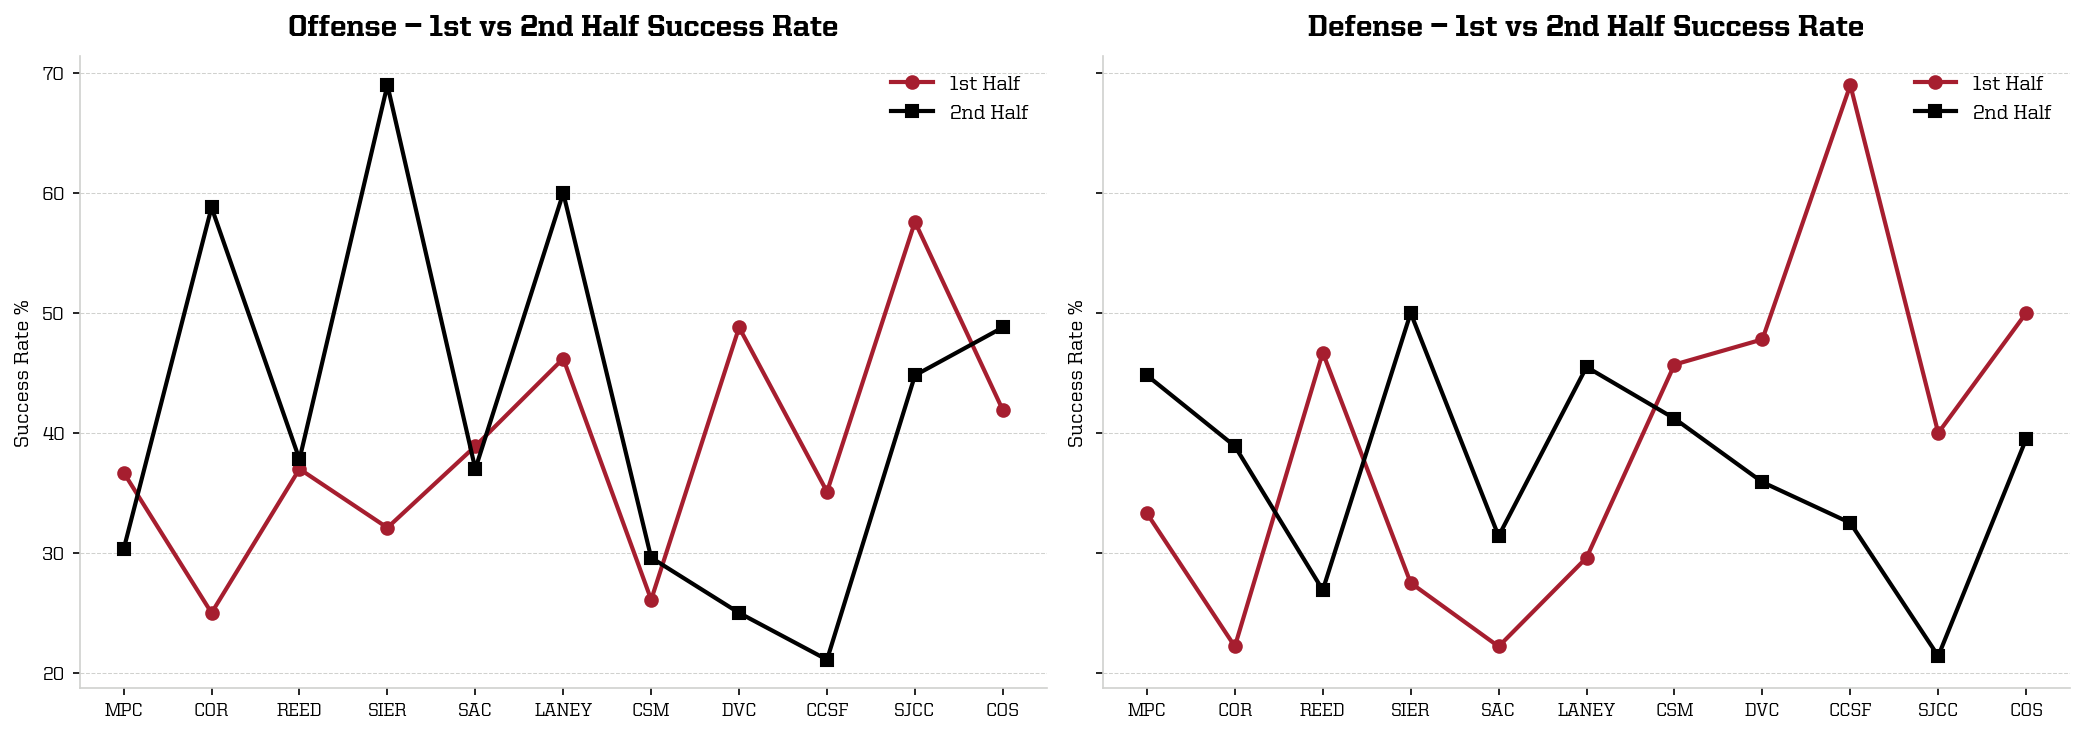 Offense – 1st vs 2nd Half Success Rate
1st Half
2nd Half
Success Rate %
70
60
50
40
30
20
MPC COR REED SIER SAC LANEY CSM DVC CCSF SJCC COS
Defense – 1st vs 2nd Half Success Rate
1st Half
2nd Half
Success Rate %
MPC COR REED SIER SAC LANEY CSM DVC CCSF SJCC COS